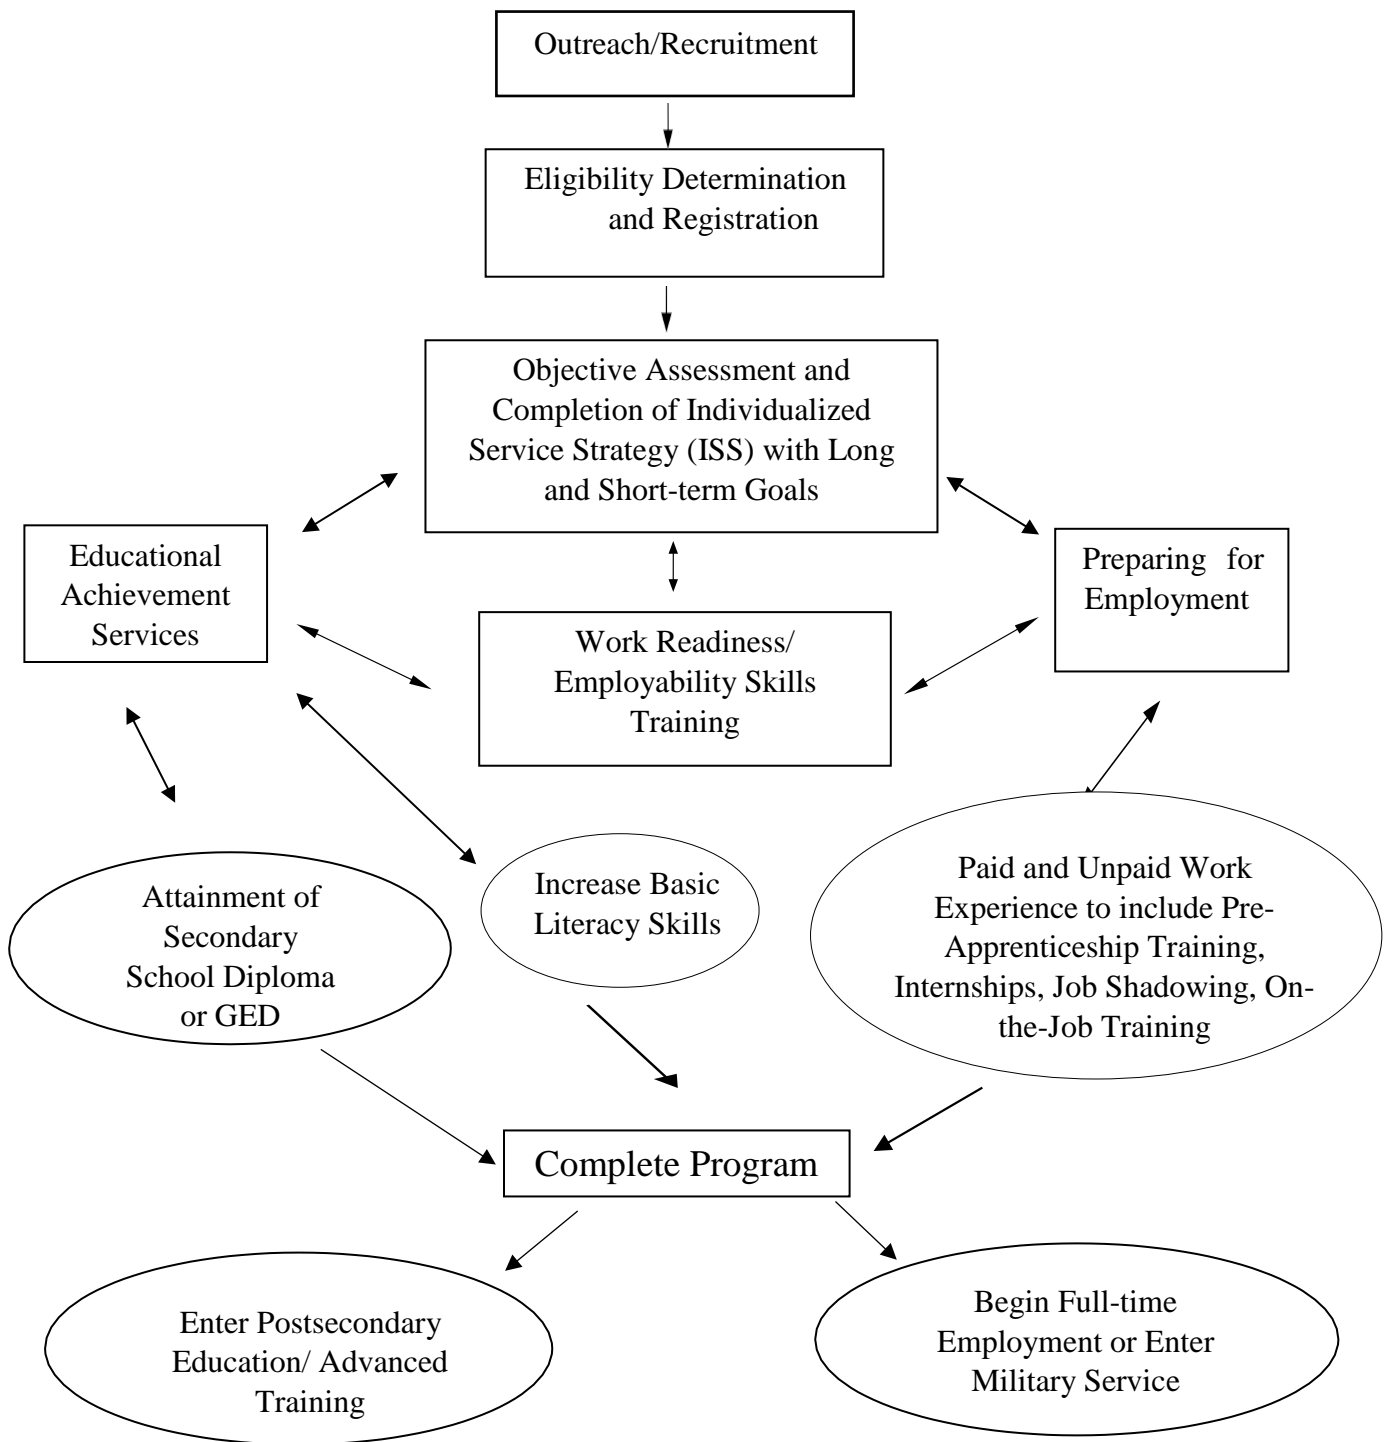 Outreach/Recruitment
Eligibility Determination
and Registration
Objective Assessment and
Completion of Individualized
Service Strategy (ISS) with Long
and Short-term Goals
Educational
Achievement
Services
Preparing for
Employment
Work Readiness/
Employability Skills
Training
Attainment of
Secondary
School Diploma
or GED
Increase Basic
Literacy Skills
Paid and Unpaid Work
Experience to include Pre-
Apprenticeship Training,
Internships, Job Shadowing, On-
the-Job Training
Complete Program
Enter Postsecondary
Education/ Advanced
Training
Begin Full-time
Employment or Enter
Military Service